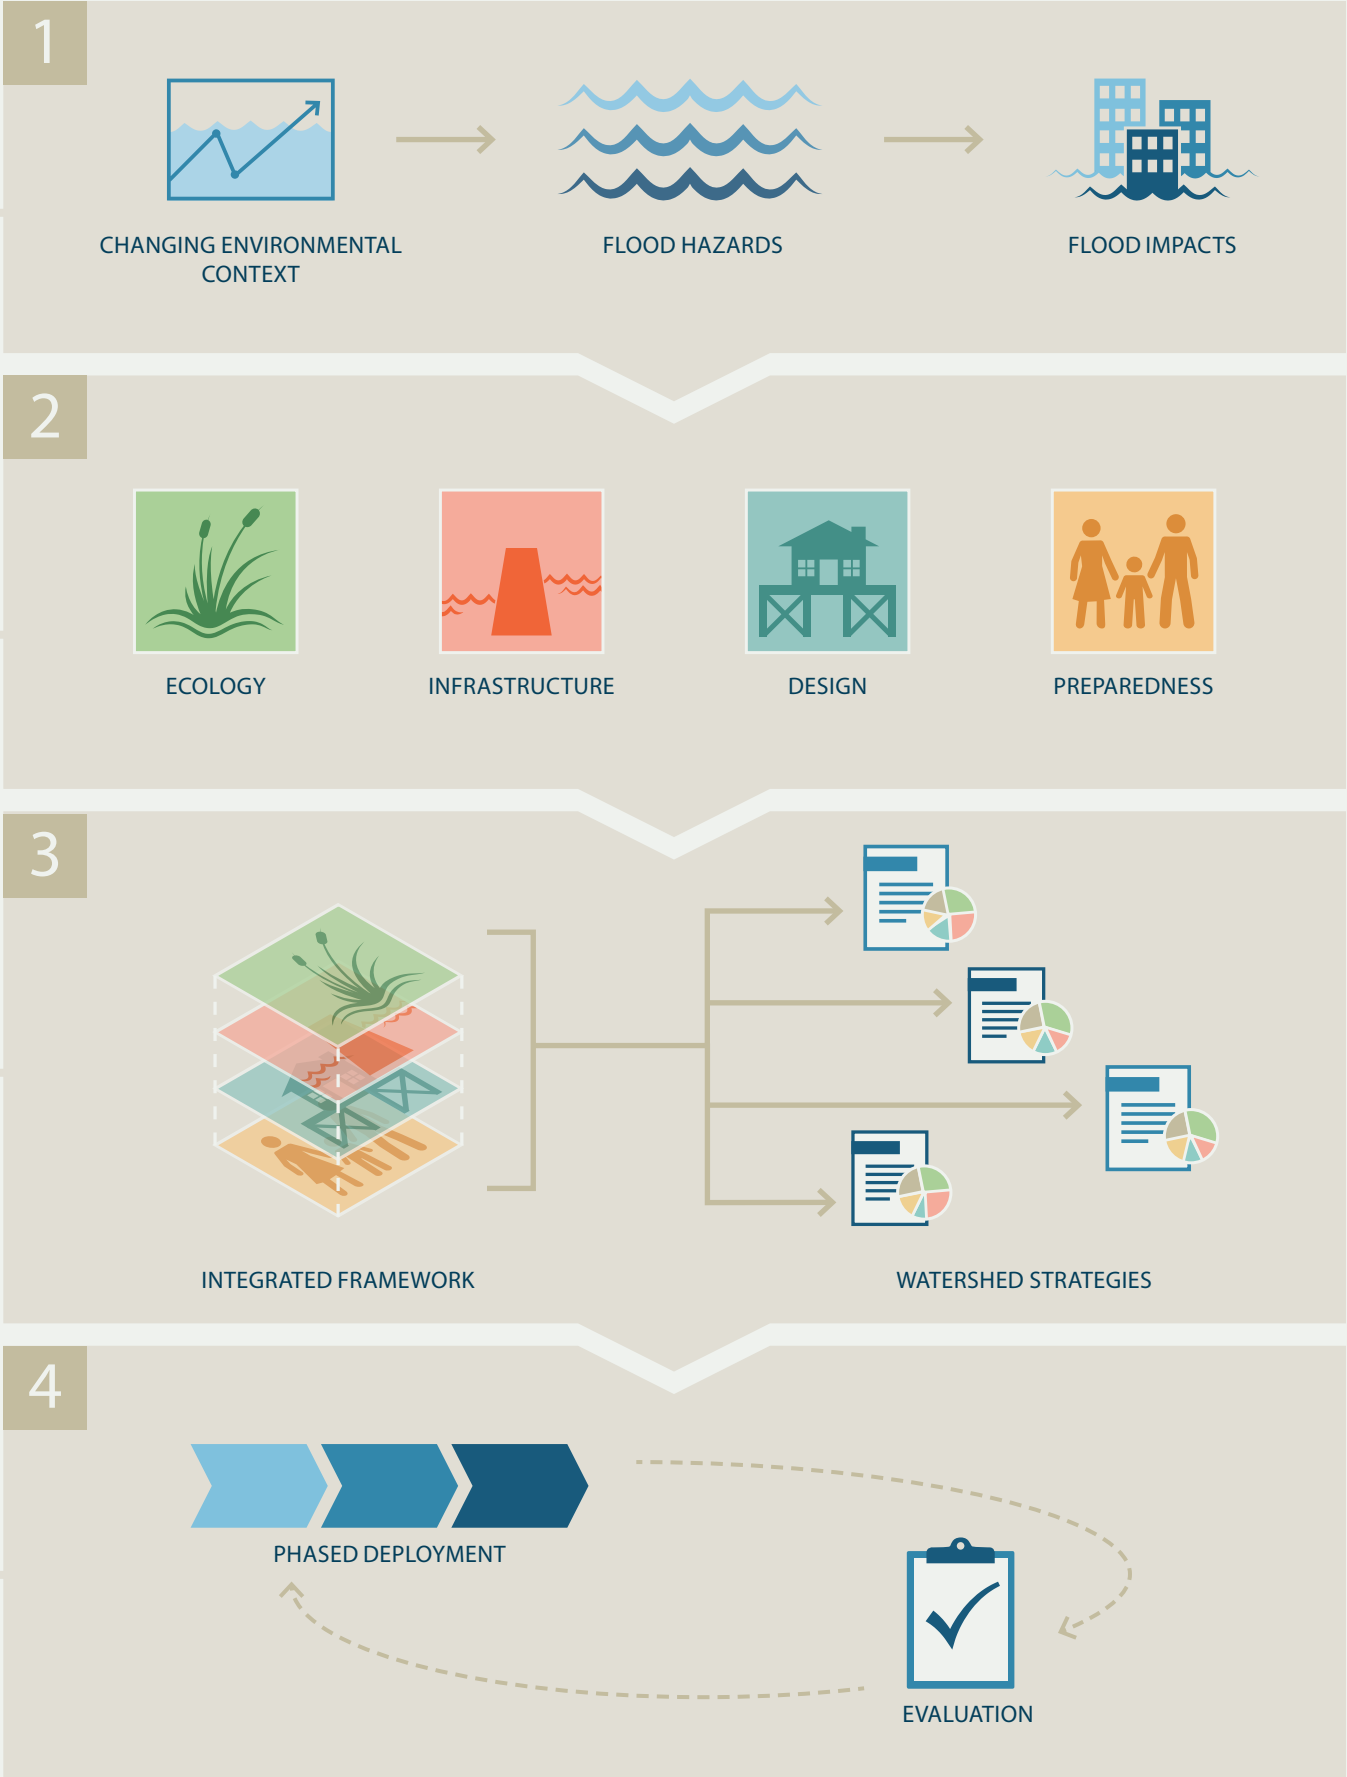 1
CHANGING ENVIRONMENTAL
CONTEXT
FLOOD HAZARDS
FLOOD IMPACTS
2
ECOLOGY
INFRASTRUCTURE
DESIGN
PREPAREDNESS
3
INTEGRATED FRAMEWORK
WATERSHED STRATEGIES
4
PHASED DEPLOYMENT
EVALUATION